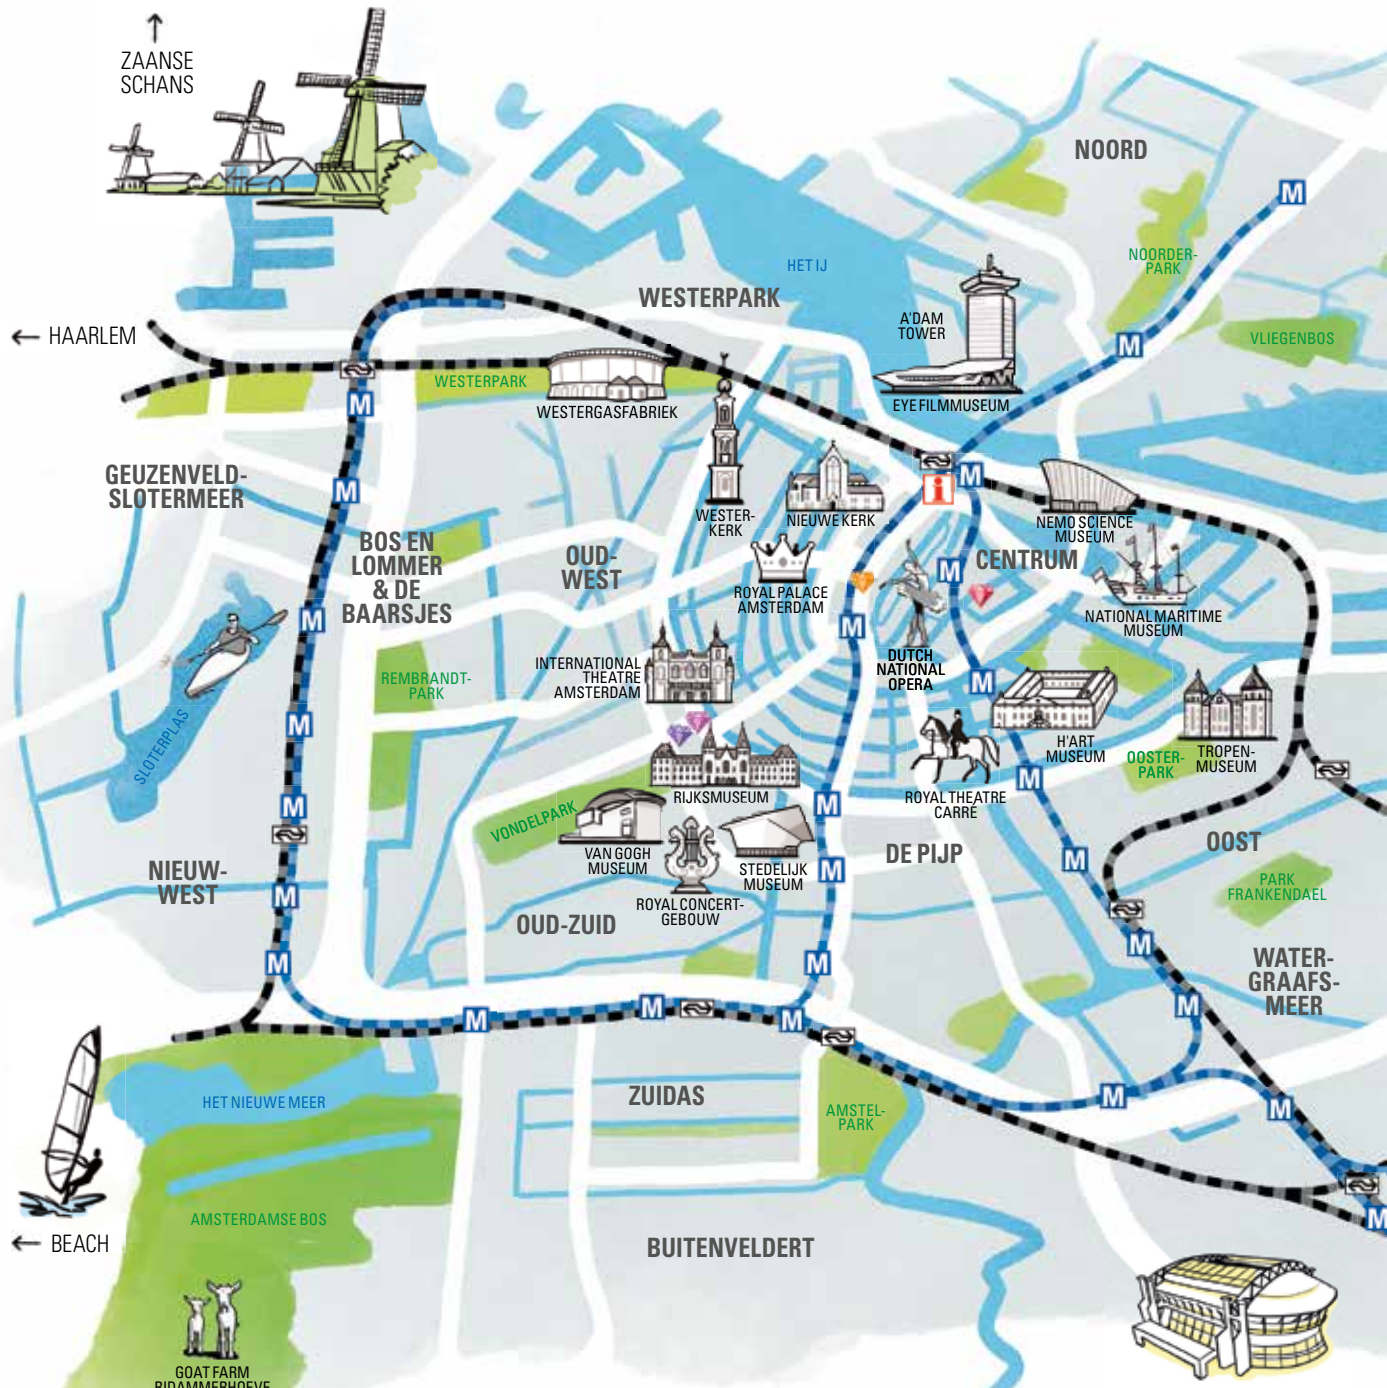 ZAANSE
SCHANS
NOORD
M
NOORDER-
PARK
HET IJ
WESTERPARK
A'DAM
TOWER
← HAARLEM
M
VLIEGENBOS
WESTERPARK
EYE FILMMUSEUM
WESTERGASFABRIEK
M
GEUZENVELD-
SLOTERMEER
M
M
i
WESTER-
KERK
NIEUWE KERK
NEMO SCIENCE
MUSEUM
BOS EN
LOMMER
& DE
BAARSJES
OUD-
WEST
CENTRUM
M
ROYAL PALACE
AMSTERDAM
NATIONAL MARITIME
MUSEUM
M
M
DUTCH
NATIONAL
OPERA
INTERNATIONAL
THEATRE
AMSTERDAM
M
REMBRANDT-
PARK
SLOTERPLAS
M
H'ART
MUSEUM
OOSTER-
PARK
TROPEN-
MUSEUM
M
RIJKSMUSEUM
ROYAL THEATRE
CARRÉ
M
M
VONDELPARK
OOST
VAN GOGH
MUSEUM
STEDELIJK
MUSEUM
DE PIJP
M
NIEUW-
WEST
M
M
PARK
FRANKENDAEL
ROYAL CONCERT-
GEBOUW
OUD-ZUID
M
WATER-
GRAAFS-
MEER
M
M
M
M
M
M
ZUIDAS
M
M
HET NIEUWE MEER
AMSTEL-
PARK
AMSTERDAMSE BOS
M
← BEACH
BUITENVELDERT
GOAT FARM
RIDAMMERHOEVE